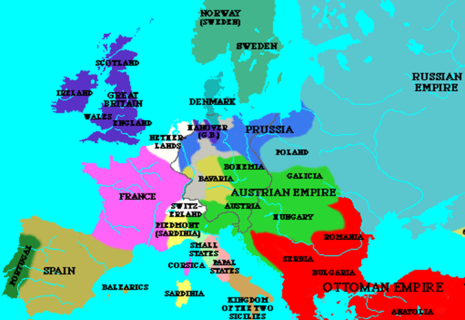 NORWAY
(SWEDEN)
SWEDEN
SCOTLAND
RUSSIAN
EMPIRE
IRELAND
GREAT
BRITAIN
DENMARK
WALES
ENGLAND
HANOVER
(G.B.)
PRUSSIA
NETHER-
LANDS
POLAND
BOHEMIA
GALICIA
BAVARIA
FRANCE
AUSTRIAN EMPIRE
SWITZ-
ERLAND
AUSTRIA
HUNGARY
PIEDMONT
(SARDINIA)
ROMANIA
PORTUGAL
SPAIN
SMALL
STATES
SERBIA
CORSICA
PAPAL
STATES
BULGARIA
BALEARICS
SARDINIA
OTTOMAN EMPIRE
KINGDOM
OF THE TWO
SICILIES
ANATOLIA